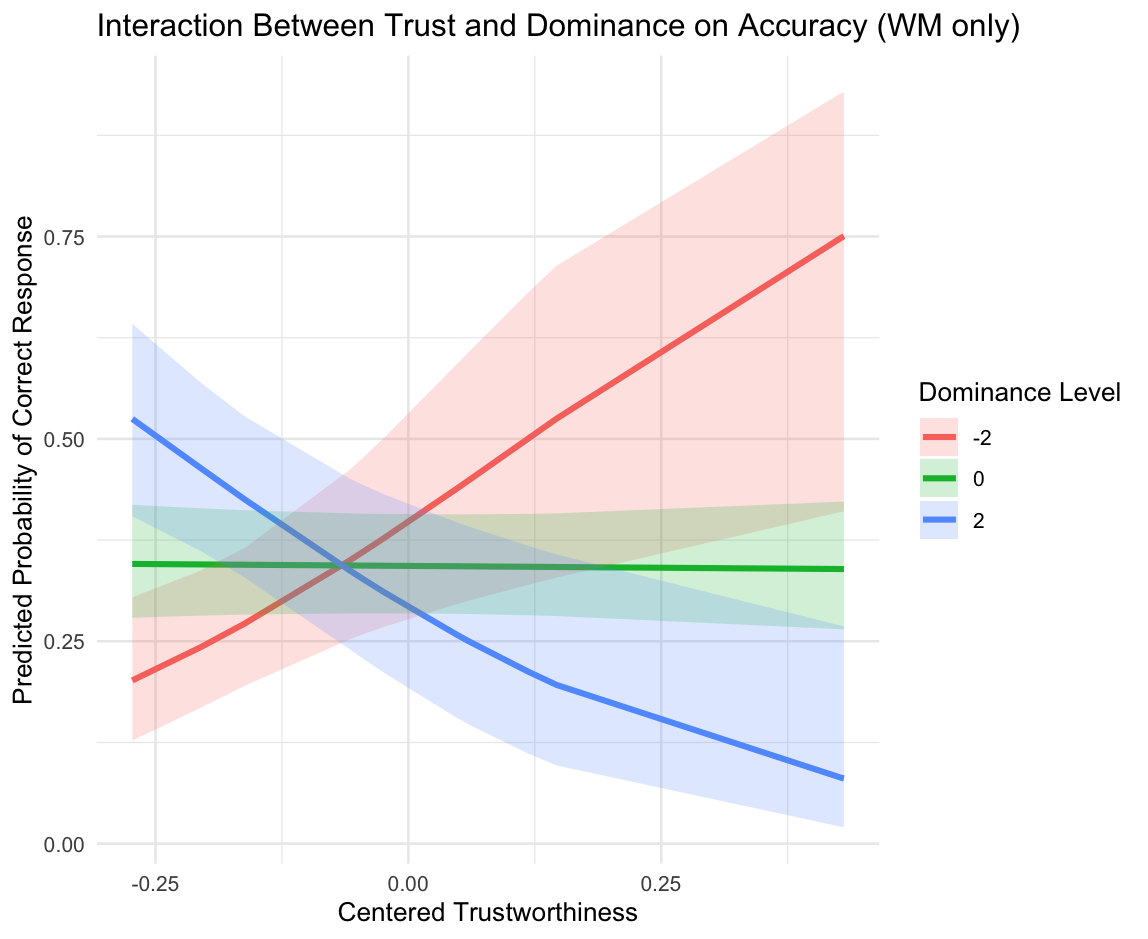 Interaction Between Trust and Dominance on Accuracy (WM only)
Predicted Probability of Correct Response
0.75
0.50
0.25
0.00
-0.25
0.00
0.25
Centered Trustworthiness
Dominance Level
-2
0
2